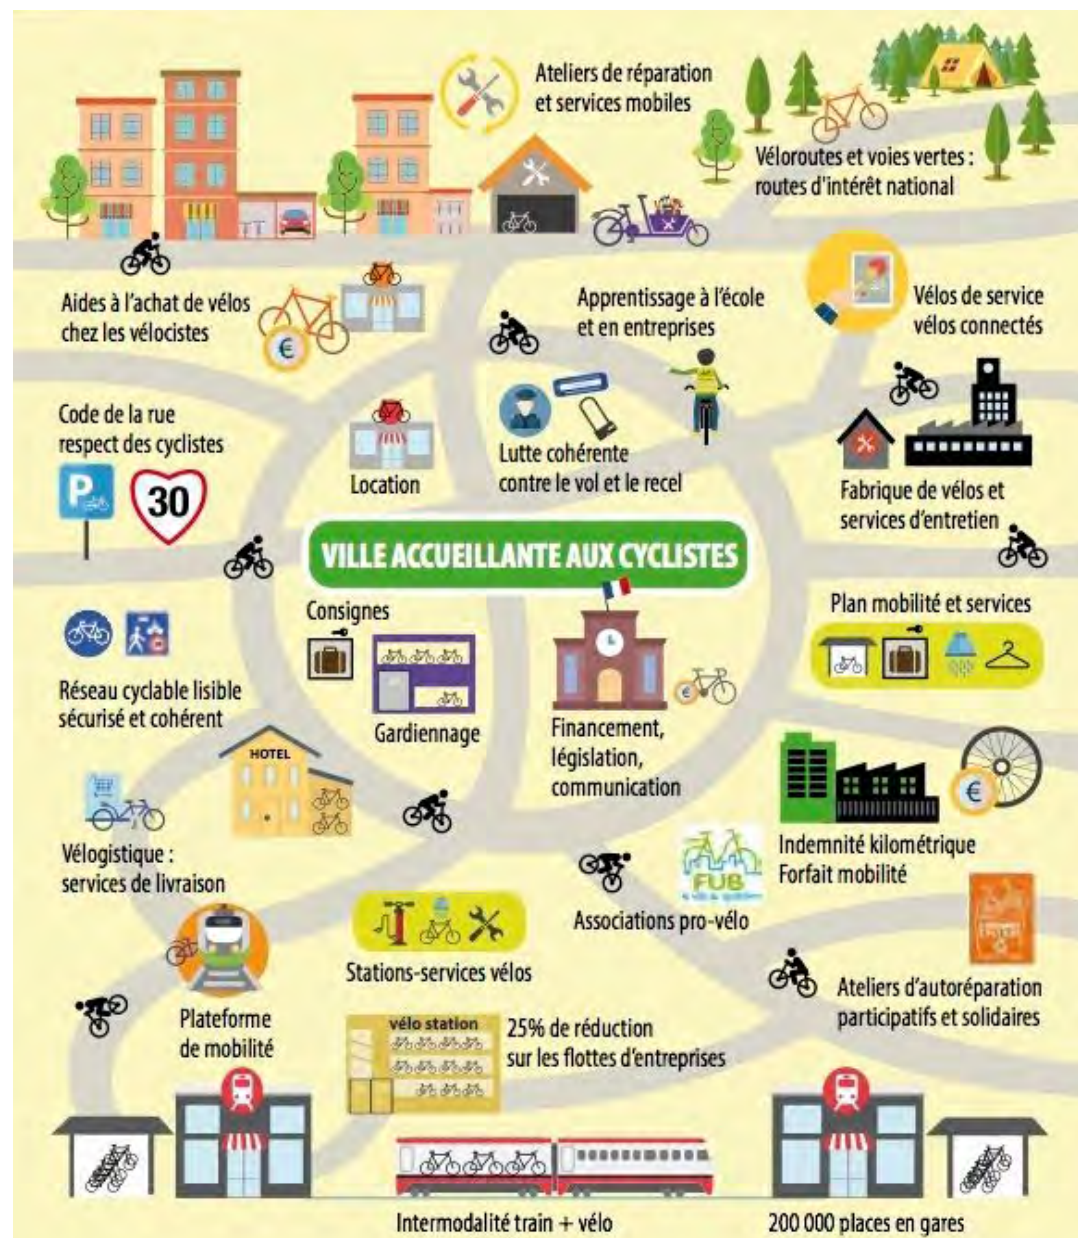 Ateliers de réparation
et services mobiles
Véloroutes et voies vertes :
routes d'intérêt national
Aides à l'achat de vélos
chez les vélocistes
€
Apprentissage à l'école
et en entreprises
Vélos de service
vélos connectés
Code de la rue
respect des cyclistes
P
30
Location
Lutte cohérente
contre le vol et le recel
Fabrique de vélos et
services d'entretien
VILLE ACCUEILLANTE AUX CYCLISTES
Consignes
Plan mobilité et services
Réseau cyclable lisible
sécurisé et cohérent
Gardiennage
€
Financement,
législation,
communication
HOTEL
€
Vélogistique :
services de livraison
Indemnité kilométrique
Forfait mobilité
FUB
Associations pro-vélo
Stations-services vélos
Ateliers d'autoréparation
participatifs et solidaires
Plateforme
de mobilité
vélo station
25% de réduction
sur les flottes d'entreprises
Intermodalité train + vélo
200 000 places en gares